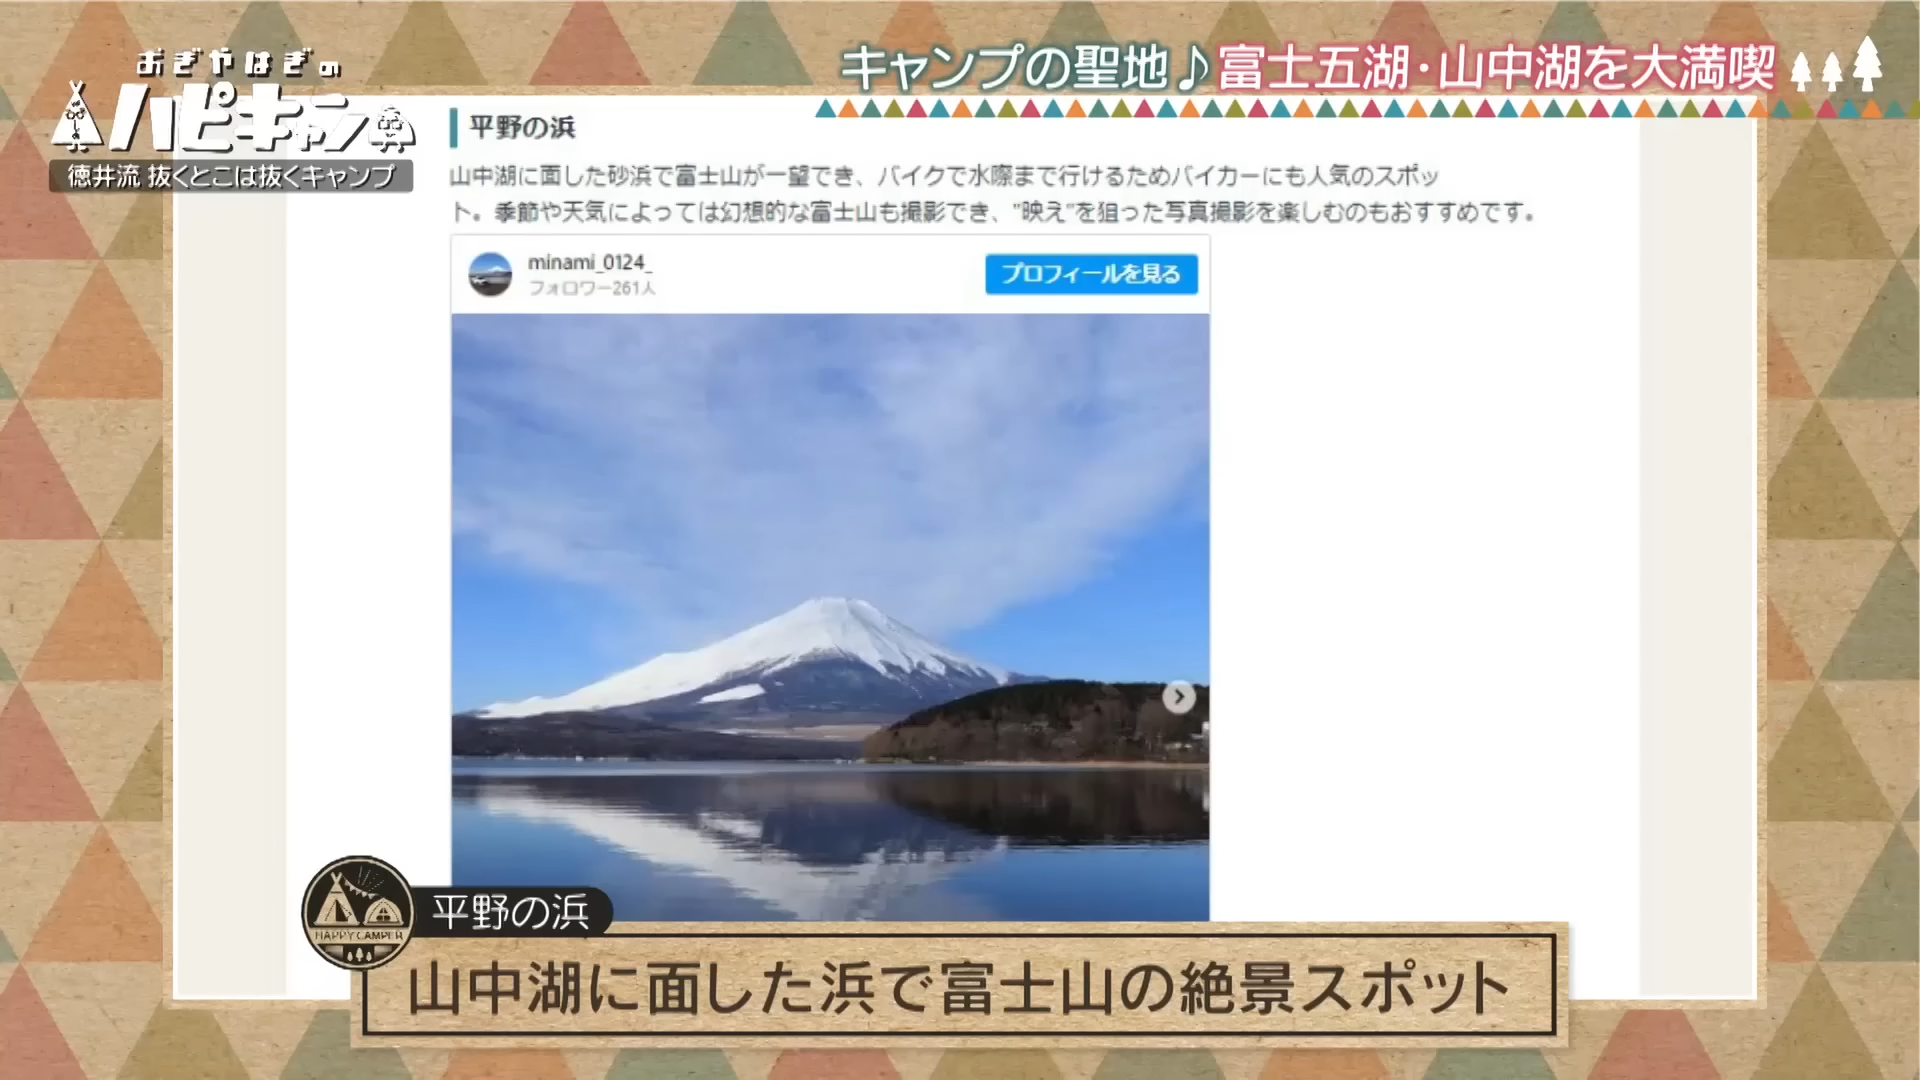 おぎやはぎの
ハピキャン
徳井流 抜くとこは抜くキャンプ
キャンプの聖地♪富士五湖・山中湖を大満喫
平野の浜
山中湖に面した砂浜で富士山が一望でき、バイクで水際まで行けるためバイカーにも人気のスポッ
ト。季節や天気によっては幻想的な富士山も撮影でき、"映え"を狙った写真撮影を楽しむのもおすすめです。
minami_0124_
フォロワー261人
プロフィールを見る
HAPPY CAMPER
平野の浜
山中湖に面した浜で富士山の絶景スポット